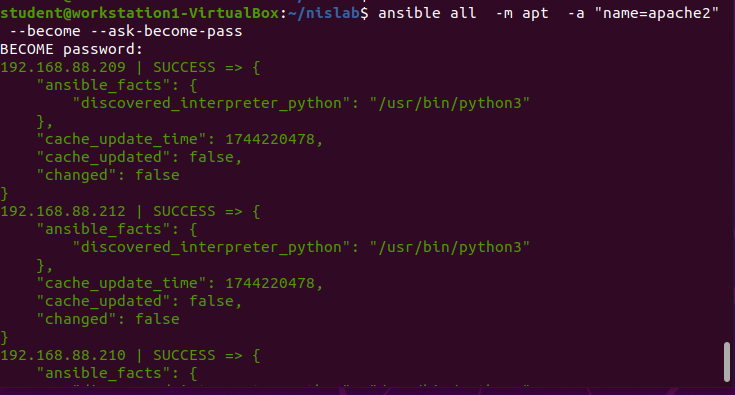 student@workstation1-VirtualBox:~/nislab$ ansible all  -m apt  -a "name=apache2"
 --become --ask-become-pass
BECOME password:
192.168.88.209 | SUCCESS => {
    "ansible_facts": {
        "discovered_interpreter_python": "/usr/bin/python3"
    },
    "cache_update_time": 1744220478,
    "cache_updated": false,
    "changed": false
}
192.168.88.212 | SUCCESS => {
    "ansible_facts": {
        "discovered_interpreter_python": "/usr/bin/python3"
    },
    "cache_update_time": 1744220478,
    "cache_updated": false,
    "changed": false
}
192.168.88.210 | SUCCESS => {
    "ansible_facts": {